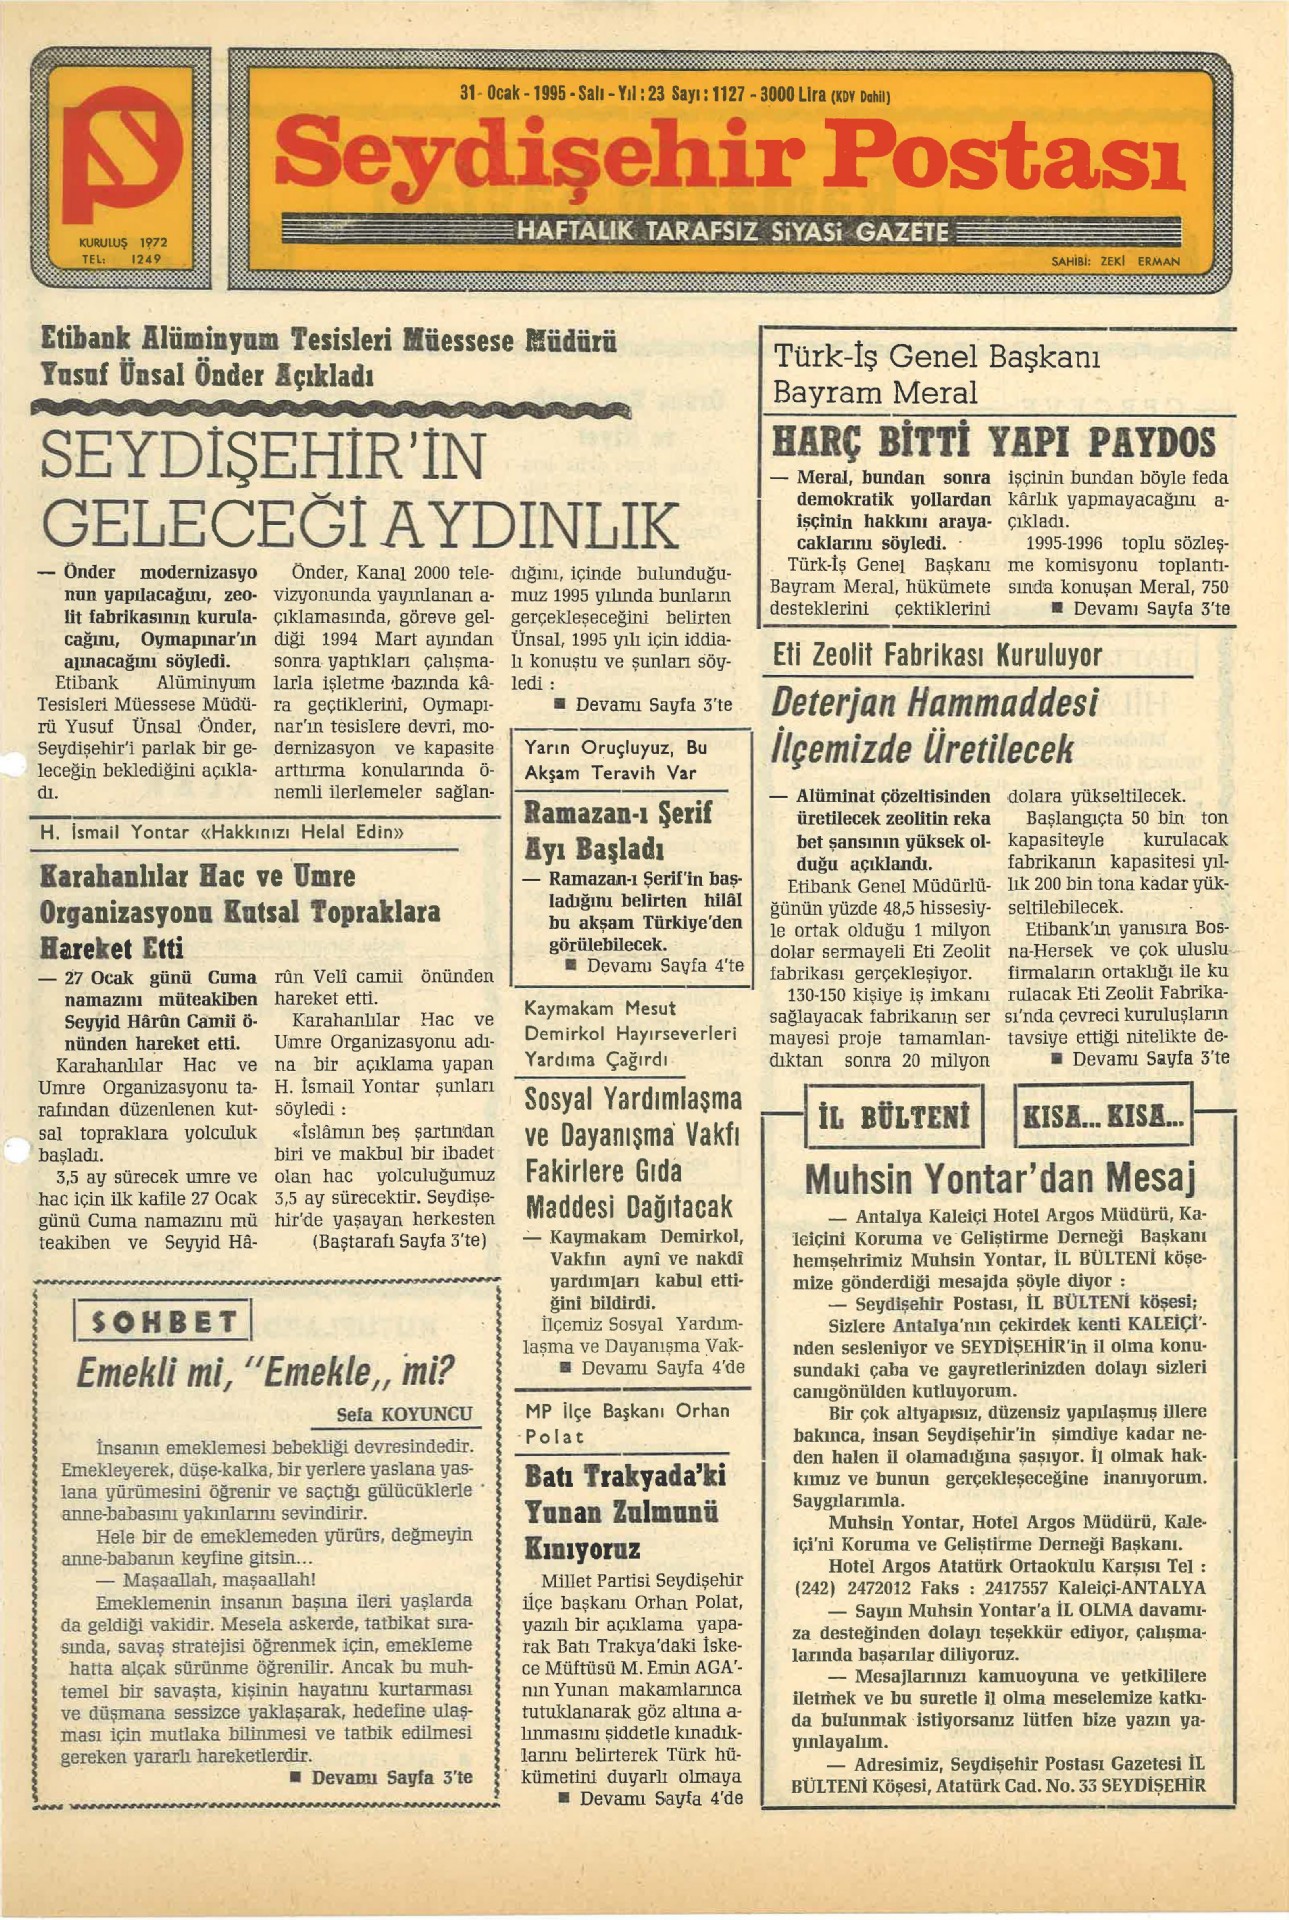 31- Ocak - 1995 - Salı - Yıl : 23 Sayı : 1127 - 3000 Lira (KDV Dahil)
Seydişehir Postası
HAFTALIK TARAFSIZ SİYASİ GAZETE
SAHİBİ: ZEKİ ERMAN
KURULUŞ 1972
TEL: 1249
Etibank Alüminyum Tesisleri Müessese Müdürü
Yusuf Ünsal Önder Açıkladı
SEYDİŞEHİR'İN
GELECEĞİ AYDINLIK
— Önder modernizasyo
nun yapılacağını, zeo-
lit fabrikasının kurula-
cağını, Oymapınar'ın
alınacağını söyledi.
Etibank Alüminyum
Tesisleri Müessese Müdü-
rü Yusuf Ünsal Önder,
Seydişehir'i parlak bir ge-
leceğin beklediğini açıkla-
dı.
Önder, Kanal 2000 tele-
vizyonunda yayınlanan a-
çıklamasında, göreve gel-
diği 1994 Mart ayından
sonra yaptıkları çalışma-
larla işletme bazında kâ-
ra geçtiklerini, Oymapı-
nar'ın tesislere devri, mo-
dernizasyon ve kapasite
arttırma konularında ö-
nemli ilerlemeler sağlan-
dığını, içinde bulunduğu-
muz 1995 yılında bunların
gerçekleşeceğini belirten
Ünsal, 1995 yılı için iddia-
lı konuştu ve şunları söy-
ledi :
■ Devamı Sayfa 3'te
H. İsmail Yontar «Hakkınızı Helal Edin»
Karahanlılar Hac ve Umre
Organizasyonu Kutsal Topraklara
Hareket Etti
— 27 Ocak günü Cuma
namazını müteakiben
Seyyid Hârûn Camii ö-
nünden hareket etti.
Karahanlılar Hac ve
Umre Organizasyonu ta-
rafından düzenlenen kut-
sal topraklara yolculuk
başladı.
3,5 ay sürecek umre ve
hac için ilk kafile 27 Ocak
günü Cuma namazını mü
teakiben ve Seyyid Hâ-
rûn Velî camii önünden
hareket etti.
Karahanlılar Hac ve
Umre Organizasyonu adı-
na bir açıklama yapan
H. İsmail Yontar şunları
söyledi :
«İslâmın beş şartından
biri ve makbul bir ibadet
olan hac yolculuğumuz
3,5 ay sürecektir. Seydişe-
hir'de yaşayan herkesten
(Baştarafı Sayfa 3'te)
SOHBET
Emekli mi, "Emekle,, mi?
Sefa KOYUNCU
İnsanın emeklemesi bebekliği devresindedir.
Emekleyerek, düşe-kalka, bir yerlere yaslana yas-
lana yürümesini öğrenir ve saçtığı gülücüklerle
anne-babasını yakınlarını sevindirir.
Hele bir de emeklemeden yürürs, değmeyin
anne-babanın keyfine gitsin...
— Maşaallah, maşaallah!
Emeklemenin insanın başına ileri yaşlarda
da geldiği vakidir. Mesela askerde, tatbikat sıra-
sında, savaş stratejisi öğrenmek için, emekleme
hatta alçak sürünme öğrenilir. Ancak bu muh-
temel bir savaşta, kişinin hayatını kurtarması
ve düşmana sessizce yaklaşarak, hedefine ulaş-
ması için mutlaka bilinmesi ve tatbik edilmesi
gereken yararlı hareketlerdir.
■ Devamı Sayfa 3'te
Yarın Oruçluyuz, Bu
Akşam Teravih Var
Ramazan-ı Şerif
Ayı Başladı
— Ramazan-ı Şerif'in baş-
ladığını belirten hilâl
bu akşam Türkiye'den
görülebilecek.
■ Devamı Sayfa 4'te
Kaymakam Mesut
Demirkol Hayırseverleri
Yardıma Çağırdı
Sosyal Yardımlaşma
ve Dayanışma Vakfı
Fakirlere Gıda
Maddesi Dağıtacak
— Kaymakam Demirkol,
Vakfın aynî ve nakdî
yardımları kabul etti-
ğini bildirdi.
İlçemiz Sosyal Yardım-
laşma ve Dayanışma Vak-
■ Devamı Sayfa 4'de
MP İlçe Başkanı Orhan
Polat
Batı Trakyada'ki
Yunan Zulmünü
Kınıyoruz
Millet Partisi Seydişehir
ilçe başkanı Orhan Polat,
yazılı bir açıklama yapa-
rak Batı Trakya'daki İske-
ce Müftüsü M. Emin AGA'-
nın Yunan makamlarınca
tutuklanarak göz altına a-
lınmasını şiddetle kınadık-
larını belirterek Türk hü-
kümetini duyarlı olmaya
■ Devamı Sayfa 4'de
Türk-İş Genel Başkanı
Bayram Meral
HARÇ BİTTİ YAPI PAYDOS
— Meral, bundan sonra
demokratik yollardan
işçinin hakkını araya-
caklarını söyledi.
Türk-İş Genel Başkanı
Bayram Meral, hükümete
desteklerini çektiklerini
işçinin bundan böyle feda
kârlık yapmayacağını a-
çıkladı.
1995-1996 toplu sözleş-
me komisyonu toplantı-
sında konuşan Meral, 750
■ Devamı Sayfa 3'te
Eti Zeolit Fabrikası Kuruluyor
Deterjan Hammaddesi
İlçemizde Üretilecek
— Alüminat çözeltisinden
üretilecek zeolitin reka
bet şansının yüksek ol-
duğu açıklandı.
Etibank Genel Müdürlü-
ğünün yüzde 48,5 hissesiy-
le ortak olduğu 1 milyon
dolar sermayeli Eti Zeolit
fabrikası gerçekleşiyor.
130-150 kişiye iş imkanı
sağlayacak fabrikanın ser
mayesi proje tamamlan-
dıktan sonra 20 milyon
dolara yükseltilecek.
Başlangıçta 50 bin ton
kapasiteyle kurulacak
fabrikanın kapasitesi yıl-
lık 200 bin tona kadar yük-
seltilebilecek.
Etibank'ın yanısıra Bos-
na-Hersek ve çok uluslu
firmaların ortaklığı ile ku
rulacak Eti Zeolit Fabrika-
sı'nda çevreci kuruluşların
tavsiye ettiği nitelikte de-
■ Devamı Sayfa 3'te
İL BÜLTENİ
KISA... KISA...
Muhsin Yontar'dan Mesaj
— Antalya Kaleiçi Hotel Argos Müdürü, Ka-
leiçini Koruma ve Geliştirme Derneği Başkanı
hemşehrimiz Muhsin Yontar, İL BÜLTENİ köşe-
mize gönderdiği mesajda şöyle diyor :
— Seydişehir Postası, İL BÜLTENİ köşesi;
Sizlere Antalya'nın çekirdek kenti KALEİÇİ'-
nden sesleniyor ve SEYDİŞEHİR'in il olma konu-
sundaki çaba ve gayretlerinizden dolayı sizleri
canıgönülden kutluyorum.
Bir çok altyapısız, düzensiz yapılaşmış illere
bakınca, insan Seydişehir'in şimdiye kadar ne-
den halen il olamadığına şaşıyor. İl olmak hak-
kımız ve bunun gerçekleşeceğine inanıyorum.
Saygılarımla.
Muhsin Yontar, Hotel Argos Müdürü, Kale-
içi'ni Koruma ve Geliştirme Derneği Başkanı.
Hotel Argos Atatürk Ortaokulu Karşısı Tel :
(242) 2472012 Faks : 2417557 Kaleiçi-ANTALYA
— Sayın Muhsin Yontar'a İL OLMA davamı-
za desteğinden dolayı teşekkür ediyor, çalışma-
larında başarılar diliyoruz.
— Mesajlarınızı kamuoyuna ve yetkililere
iletmek ve bu suretle il olma meselemize katkı-
da bulunmak istiyorsanız lütfen bize yazın ya-
yınlayalım.
— Adresimiz, Seydişehir Postası Gazetesi İL
BÜLTENİ Köşesi, Atatürk Cad. No. 33 SEYDİŞEHİR